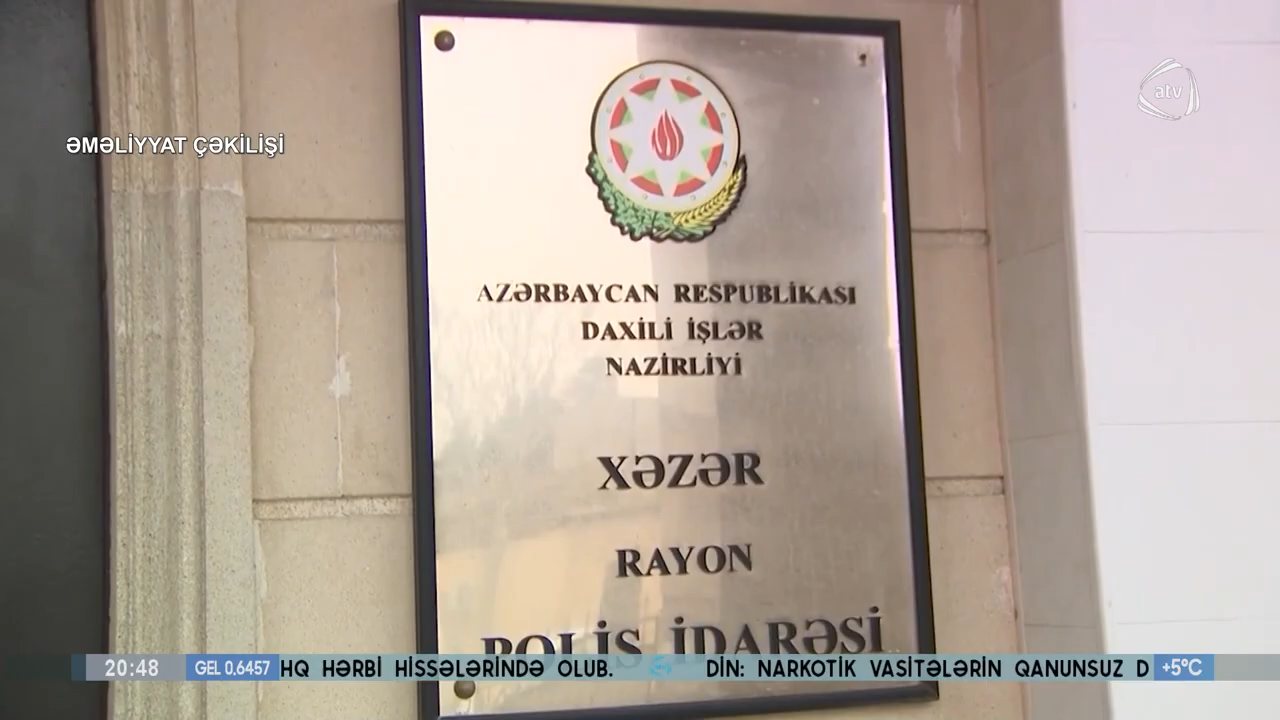 atv
ƏMƏLİYYAT ÇƏKİLİŞİ
AZƏRBAYCAN RESPUBLİKASI
DAXİLİ İŞLƏR
NAZİRLİYİ
XƏZƏR
RAYON
POLİS İDARƏSİ
20:48 GEL 0.6457 HQ HƏRBİ HİSSƏLƏRİNDƏ OLUB. DİN: NARKOTİK VASİTƏLƏRİN QANUNSUZ D +5°C